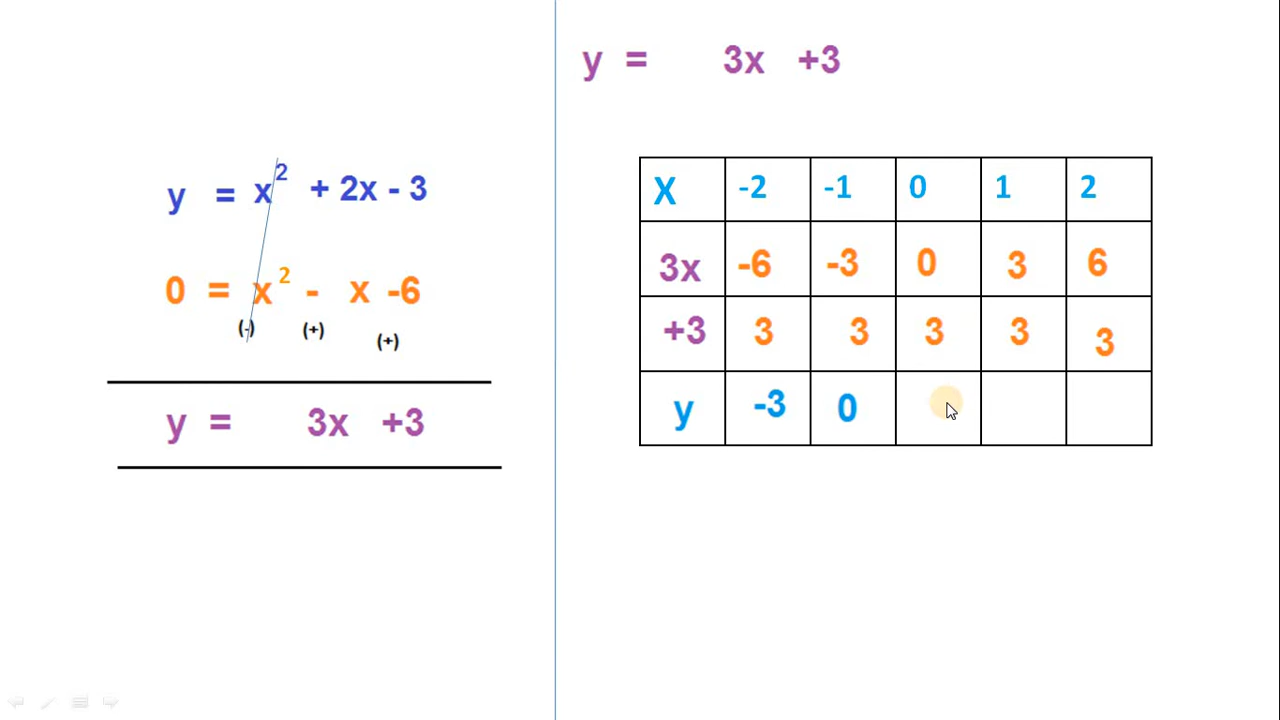 y = x² + 2x - 3
0 = x² - x -6
(-) (+) (+)
y = 3x +3
y = 3x +3
X -2 -1 0 1 2
3x -6 -3 0 3 6
+3 3 3 3 3 3
y -3 0